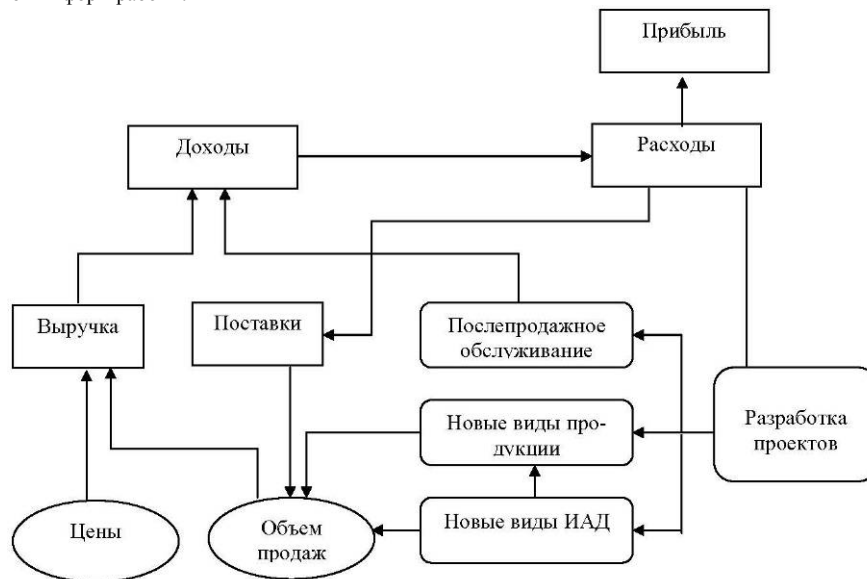 Прибыль
Доходы
Расходы
Выручка
Поставки
Послепродажное
обслуживание
Новые виды про-
дукции
Разработка
проектов
Цены
Объем
продаж
Новые виды ИАД